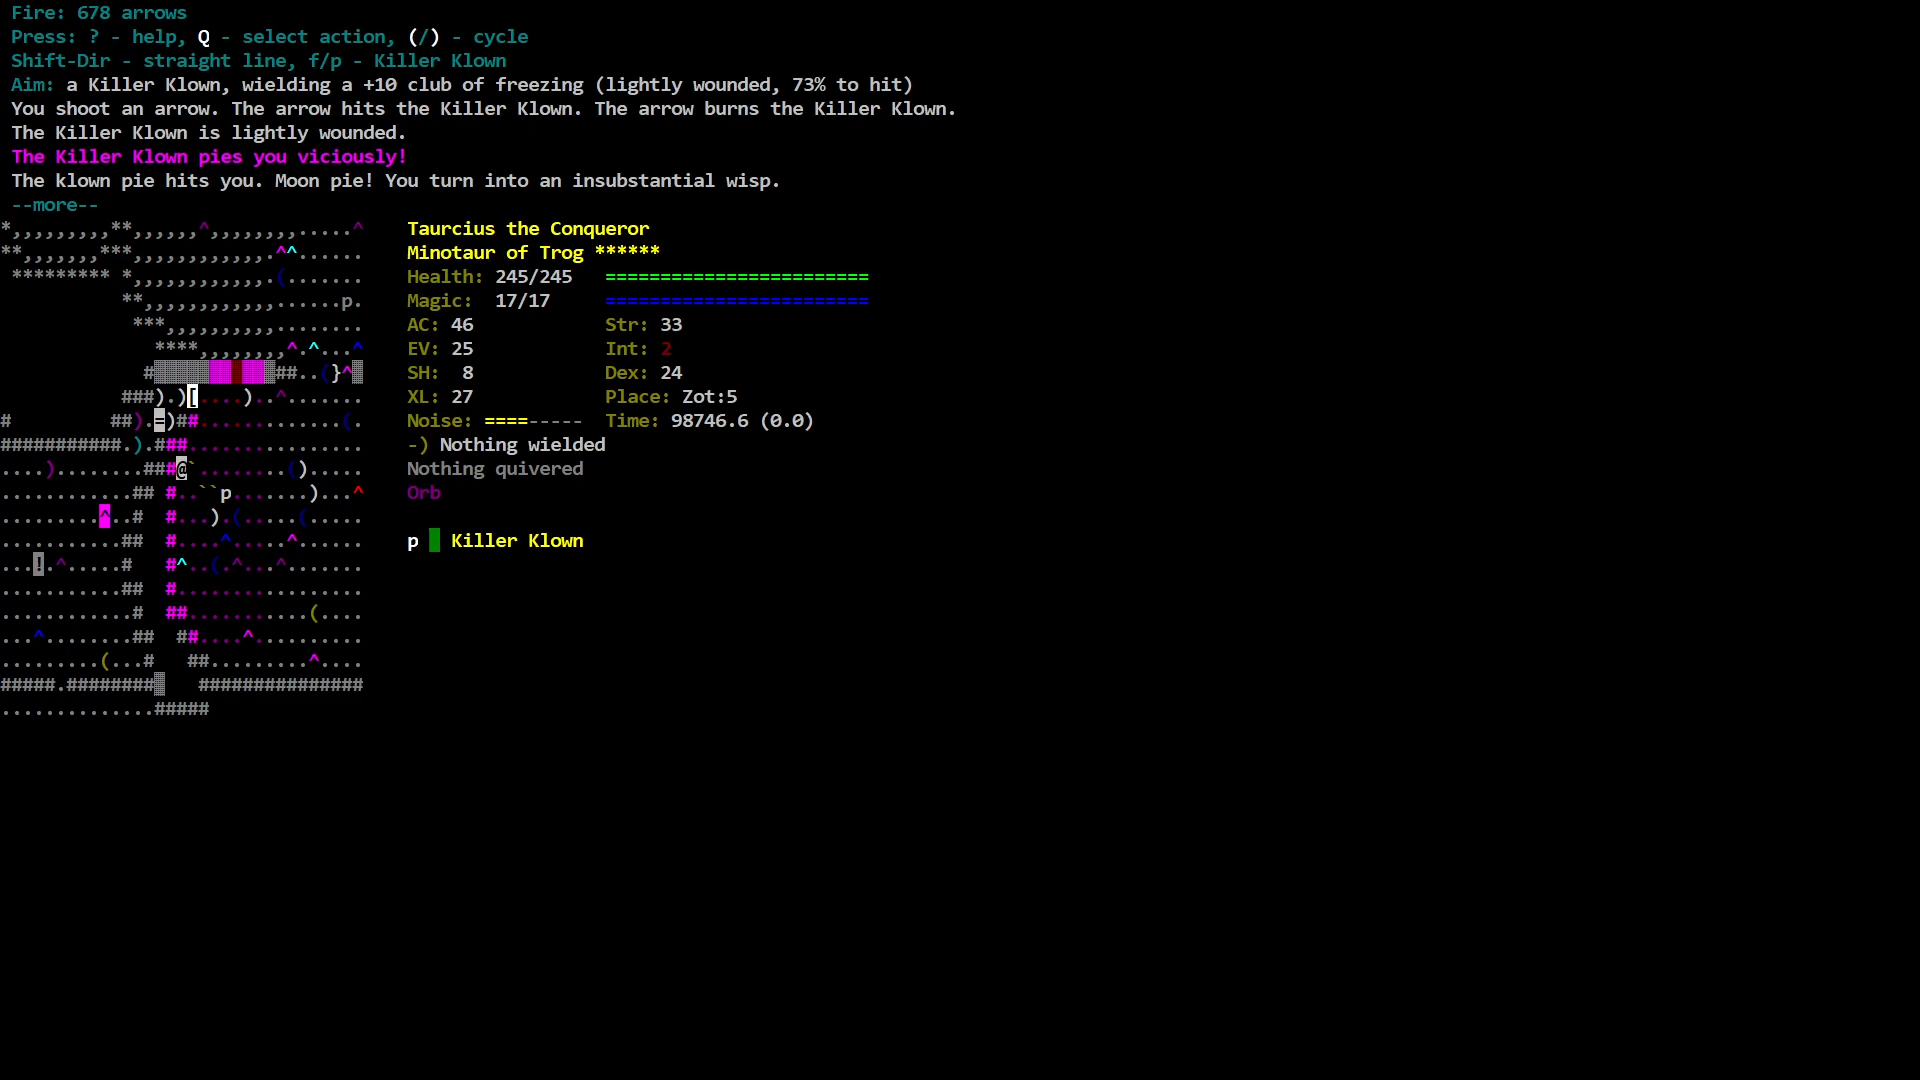 Fire: 678 arrows
Press: ? - help, Q - select action, (/) - cycle
Shift-Dir - straight line, f/p - Killer Klown
Aim: a Killer Klown, wielding a +10 club of freezing (lightly wounded, 73% to hit)
You shoot an arrow. The arrow hits the Killer Klown. The arrow burns the Killer Klown.
The Killer Klown is lightly wounded.
The Killer Klown pies you viciously!
The klown pie hits you. Moon pie! You turn into an insubstantial wisp.
--more--
Taurcius the Conqueror
Minotaur of Trog ******
Health: 245/245 ========================
Magic: 17/17 ========================
AC: 46 Str: 33
EV: 25 Int: 2
SH: 8 Dex: 24
XL: 27 Place: Zot:5
Noise: ====----- Time: 98746.6 (0.0)
-) Nothing wielded
Nothing quivered
Orb
p Killer Klown